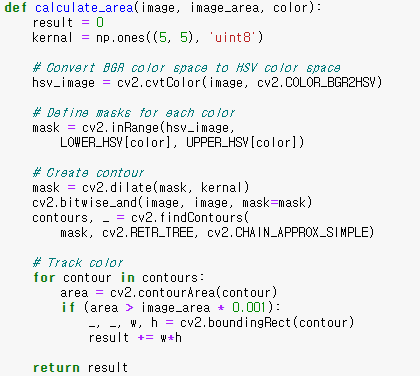 def calculate_area(image, image_area, color):
    result = 0
    kernal = np.ones((5, 5), 'uint8')

    # Convert BGR color space to HSV color space
    hsv_image = cv2.cvtColor(image, cv2.COLOR_BGR2HSV)

    # Define masks for each color
    mask = cv2.inRange(hsv_image,
        LOWER_HSV[color], UPPER_HSV[color])

    # Create contour
    mask = cv2.dilate(mask, kernal)
    cv2.bitwise_and(image, image, mask=mask)
    contours, _ = cv2.findContours(
        mask, cv2.RETR_TREE, cv2.CHAIN_APPROX_SIMPLE)

    # Track color
    for contour in contours:
        area = cv2.contourArea(contour)
        if (area > image_area * 0.001):
            _, _, w, h = cv2.boundingRect(contour)
            result += w*h

    return result